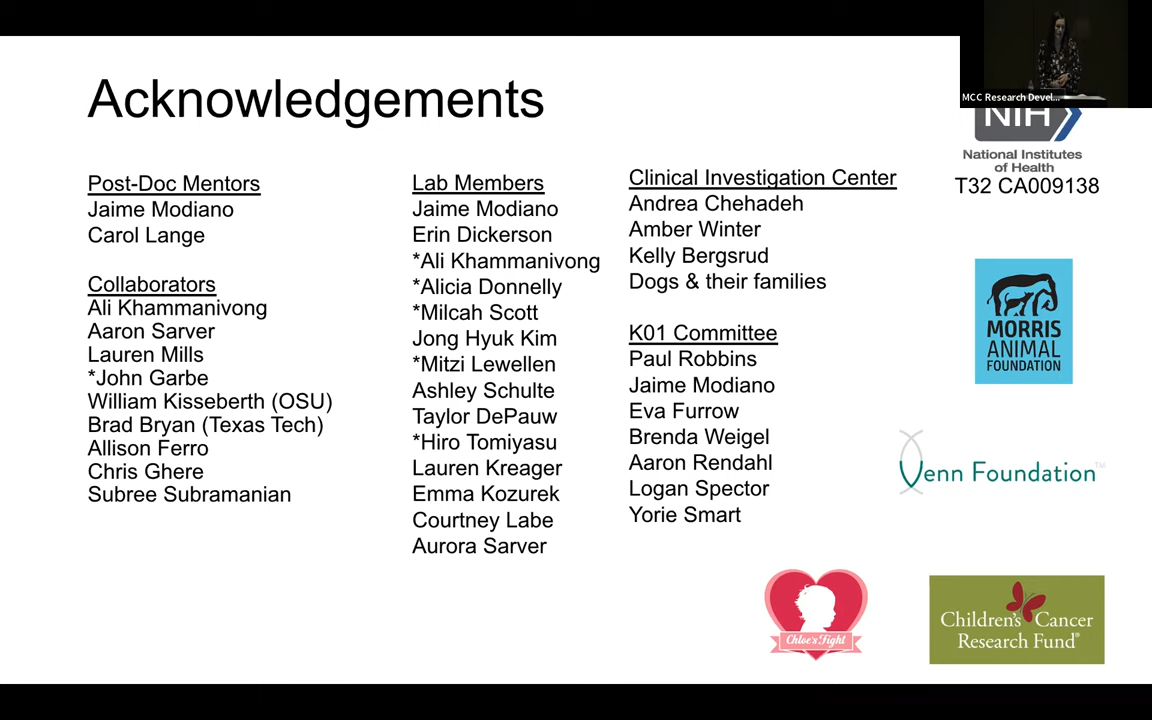 Acknowledgements
Post-Doc Mentors
Jaime Modiano
Carol Lange
Collaborators
Ali Khammanivong
Aaron Sarver
Lauren Mills
*John Garbe
William Kisseberth (OSU)
Brad Bryan (Texas Tech)
Allison Ferro
Chris Ghere
Subree Subramanian
Lab Members
Jaime Modiano
Erin Dickerson
*Ali Khammanivong
*Alicia Donnelly
*Milcah Scott
Jong Hyuk Kim
*Mitzi Lewellen
Ashley Schulte
Taylor DePauw
*Hiro Tomiyasu
Lauren Kreager
Emma Kozurek
Courtney Labe
Aurora Sarver
Clinical Investigation Center
Andrea Chehadeh
Amber Winter
Kelly Bergsrud
Dogs & their families
K01 Committee
Paul Robbins
Jaime Modiano
Eva Furrow
Brenda Weigel
Aaron Rendahl
Logan Spector
Yorie Smart
MCC Research Devel...
NIH
National Institutes
of Health
T32 CA009138
MORRIS
ANIMAL
FOUNDATION
Venn Foundation™
Chloe's Fight
Children's Cancer
Research Fund®